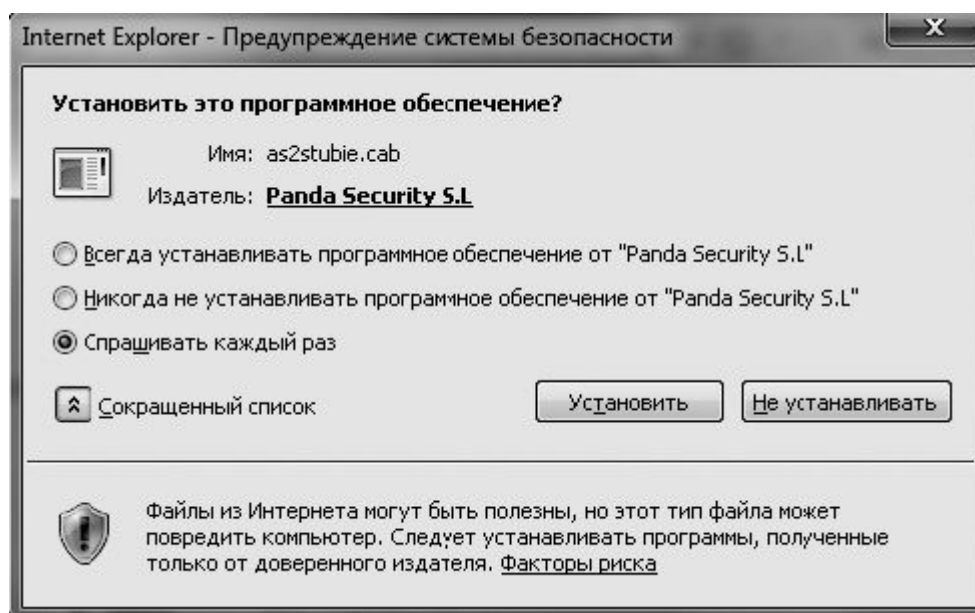 Internet Explorer - Предупреждение системы безопасности
Установить это программное обеспечение?
Имя: as2stubie.cab
Издатель: Panda Security S.L
Всегда устанавливать программное обеспечение от "Panda Security S.L"
Никогда не устанавливать программное обеспечение от "Panda Security S.L"
Спрашивать каждый раз
Сокращенный список
Установить
Не устанавливать
Файлы из Интернета могут быть полезны, но этот тип файла может
повредить компьютер. Следует устанавливать программы, полученные
только от доверенного издателя. Факторы риска